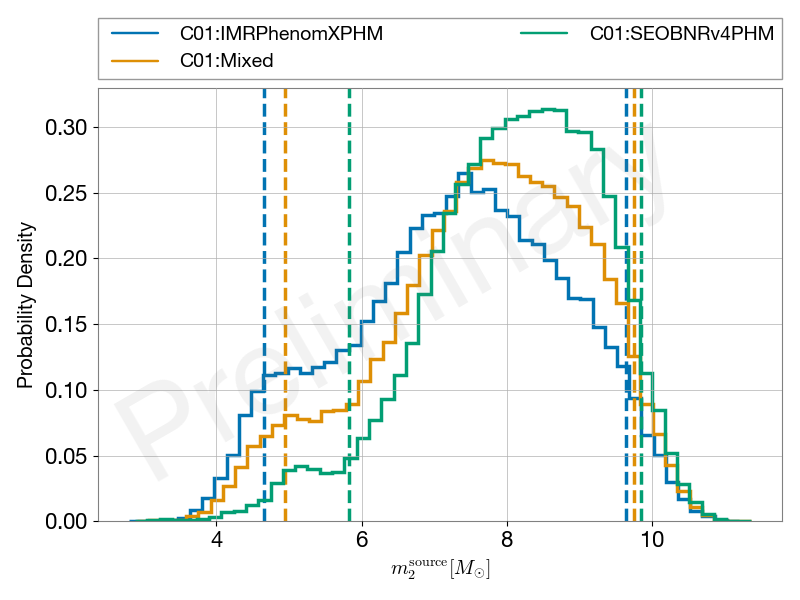 C01:IMRPhenomXPHM
C01:SEOBNRv4PHM
C01:Mixed
0.30
0.25
0.20
0.15
0.10
0.05
0.00
Probability Density
Preliminary
4 6 8 10
m₂^source [M⊙]